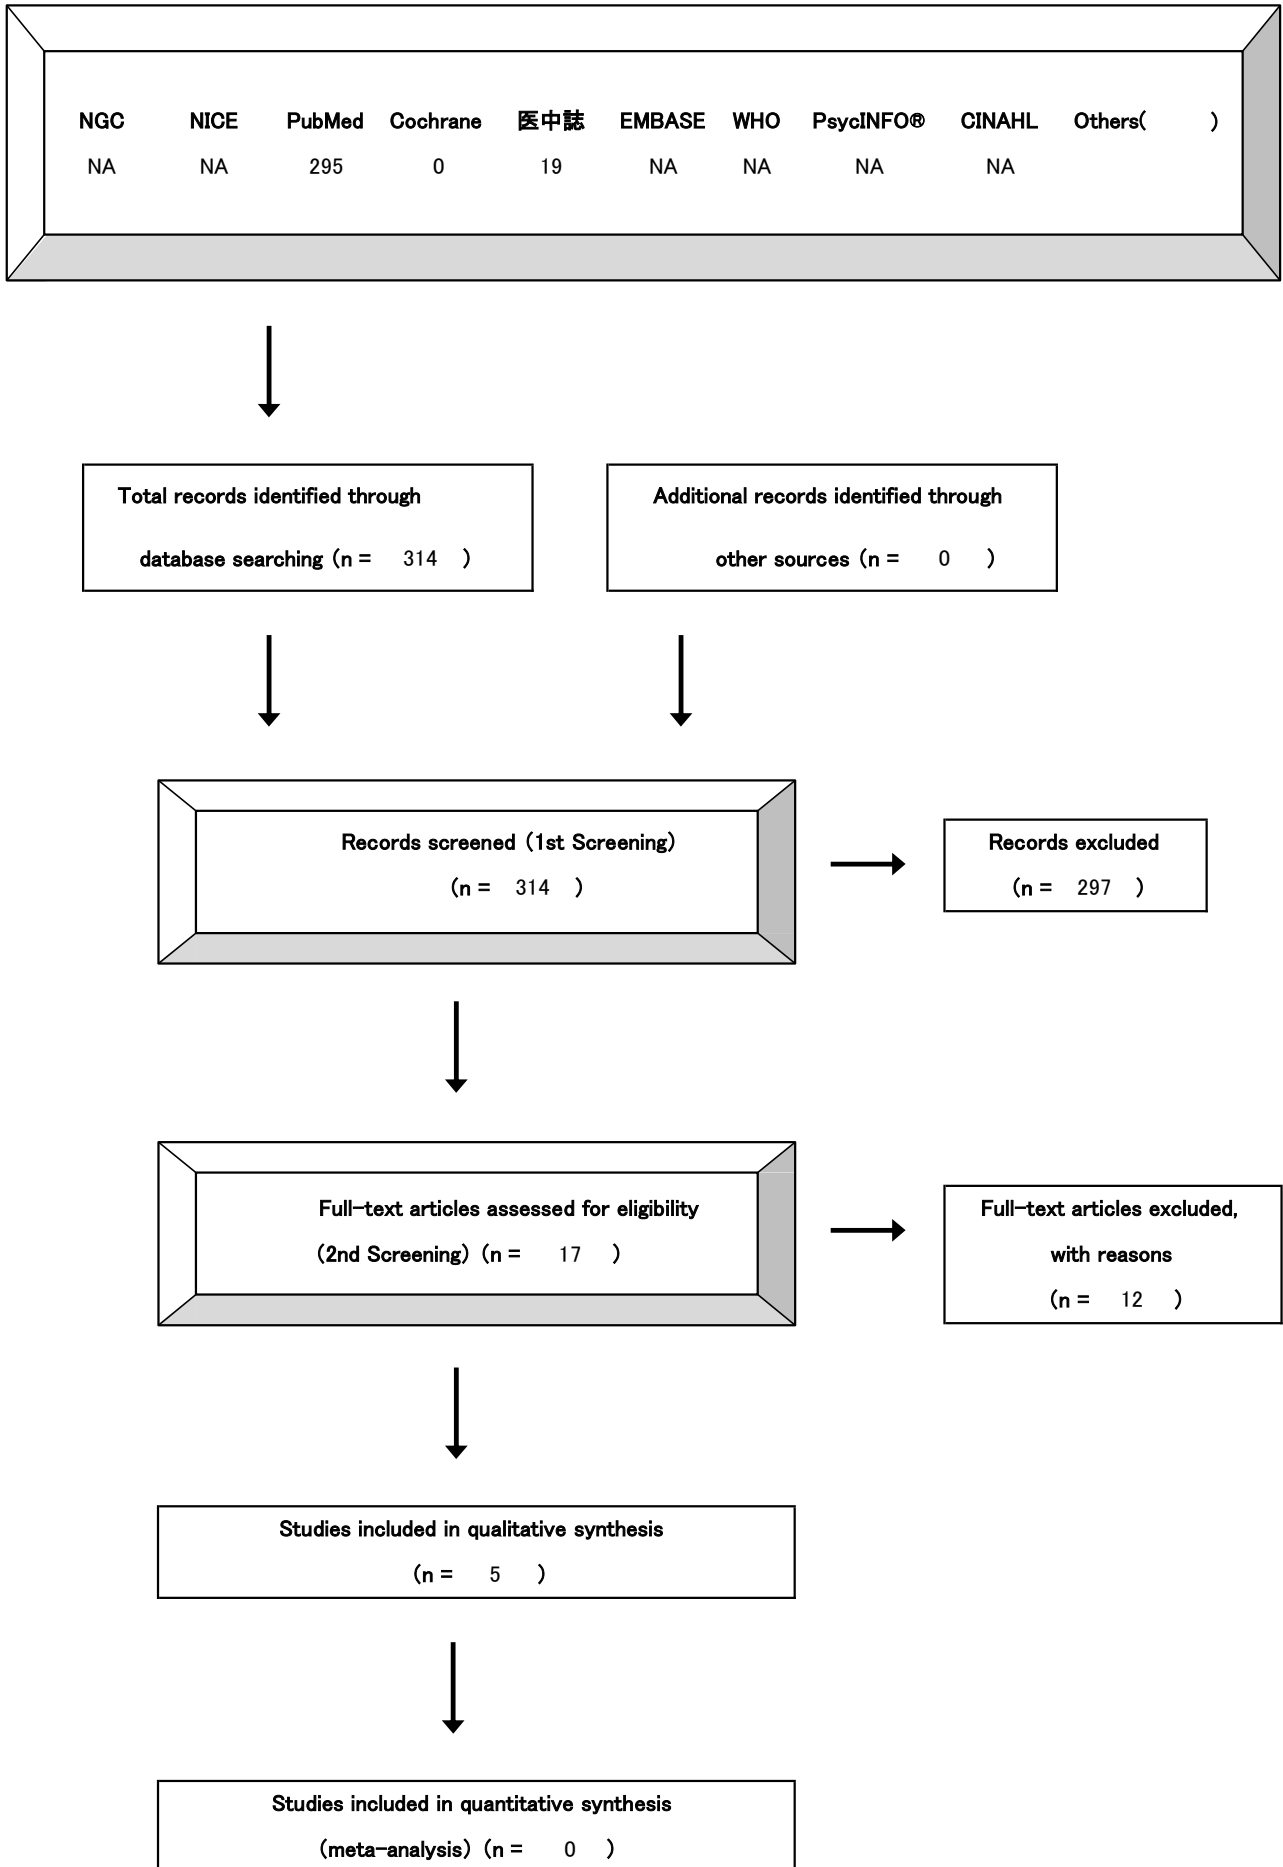 NGC NICE PubMed Cochrane 医中誌 EMBASE WHO PsycINFO® CINAHL Others( )
NA NA 295 0 19 NA NA NA NA
Total records identified through
database searching (n = 314 )
Additional records identified through
other sources (n = 0 )
Records screened (1st Screening)
(n = 314 )
Records excluded
(n = 297 )
Full-text articles assessed for eligibility
(2nd Screening) (n = 17 )
Full-text articles excluded,
with reasons
(n = 12 )
Studies included in qualitative synthesis
(n = 5 )
Studies included in quantitative synthesis
(meta-analysis) (n = 0 )